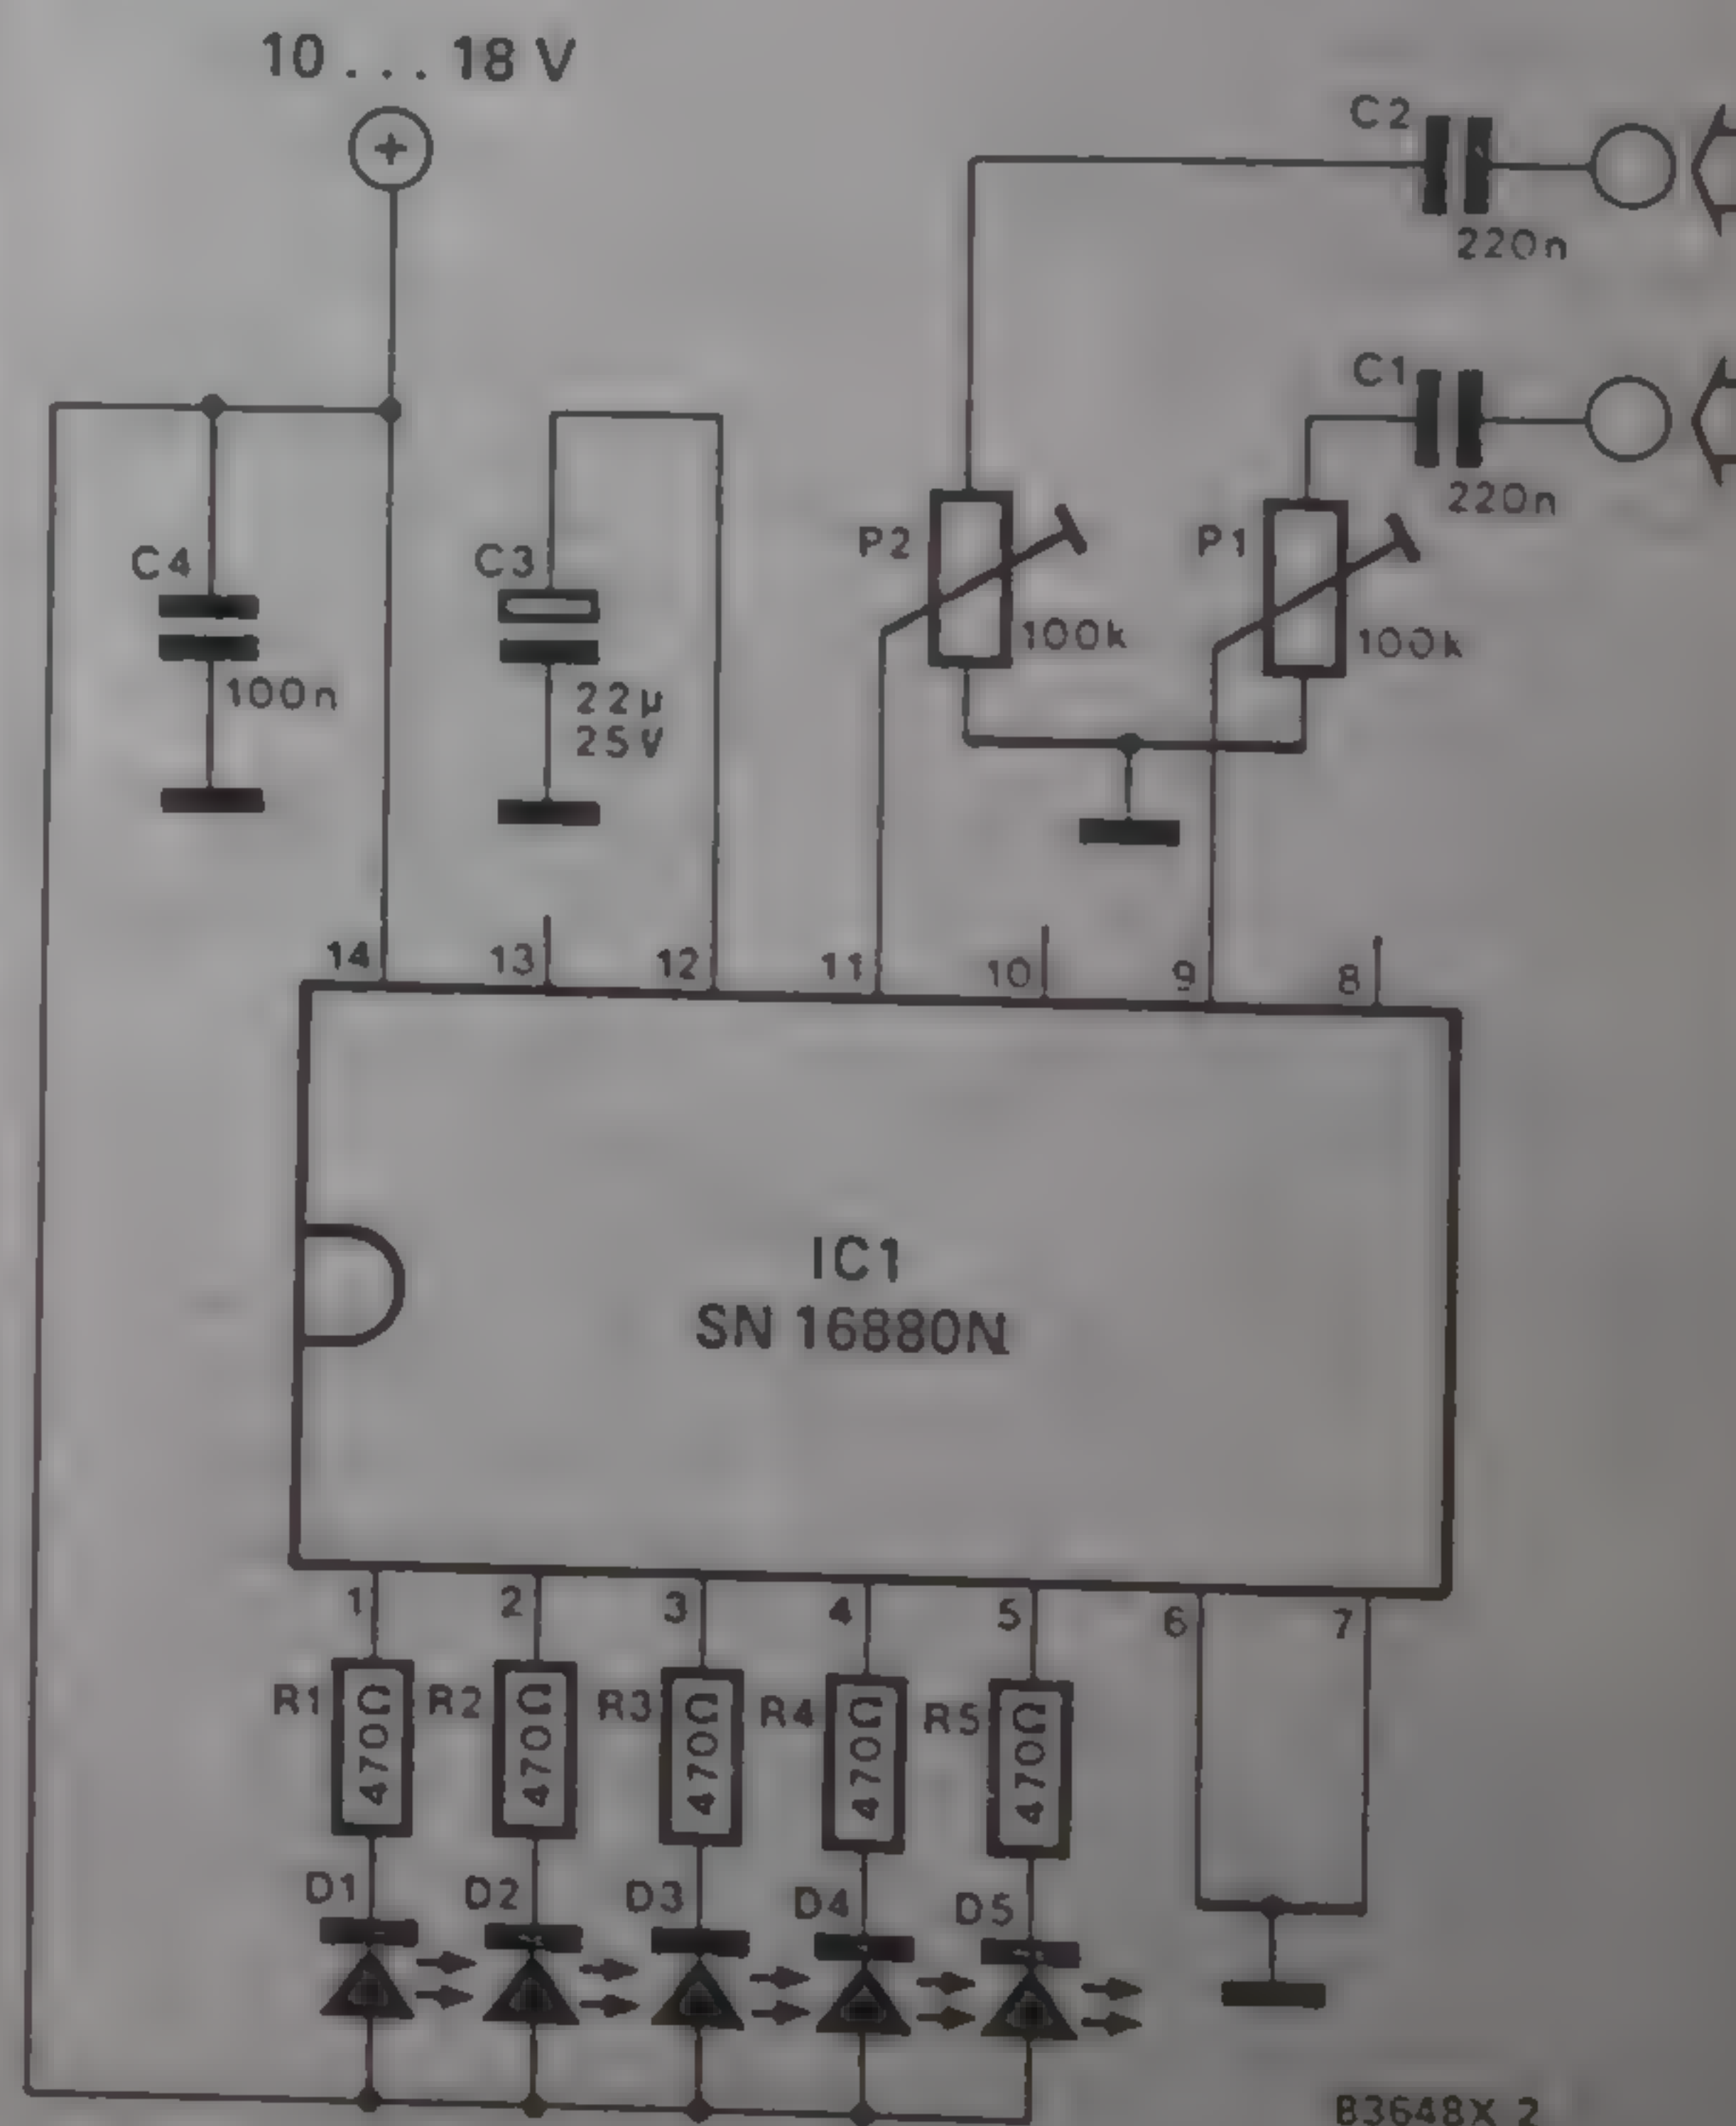 10 . . . 18 V
+
C2
220n
C1
220n
C4
100n
C3
22µ
25V
P2
100k
P1
100k
14 13 12 11 10 9 8
IC1
SN 16880N
1 2 3 4 5 6 7
R1 R2 R3 R4 R5
470Ω 470Ω 470Ω 470Ω 470Ω
D1 D2 D3 D4 D5
83648X 2